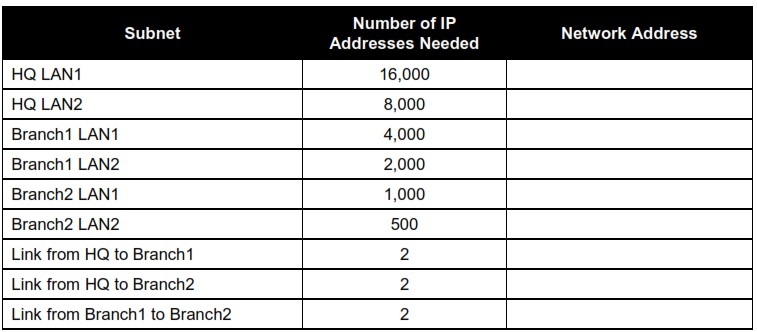 Subnet Number of IP Addresses Needed Network Address
HQ LAN1 16,000
HQ LAN2 8,000
Branch1 LAN1 4,000
Branch1 LAN2 2,000
Branch2 LAN1 1,000
Branch2 LAN2 500
Link from HQ to Branch1 2
Link from HQ to Branch2 2
Link from Branch1 to Branch2 2